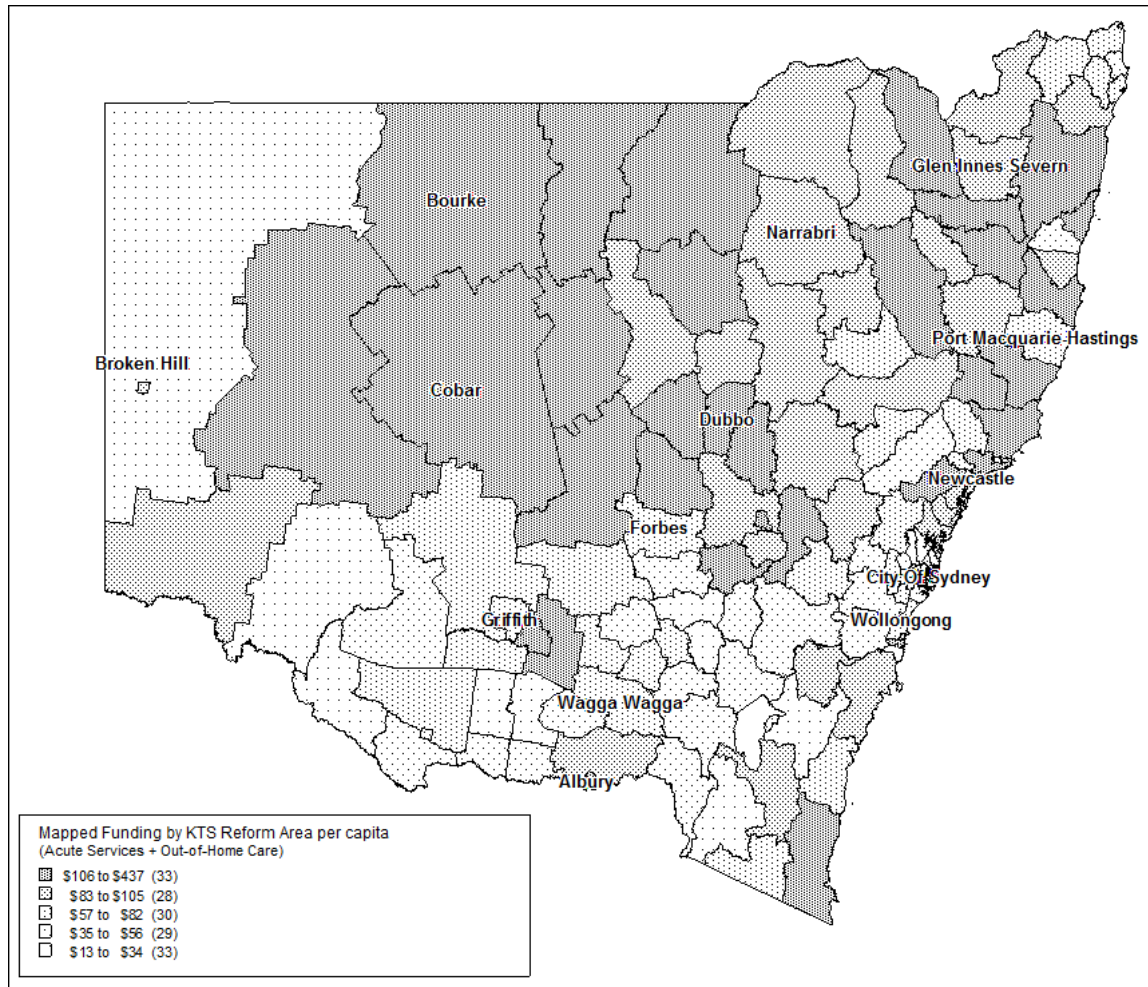 Glen Innes Severn
Bourke
Narrabri
Port Macquarie-Hastings
Broken Hill
Cobar
Dubbo
Newcastle
Forbes
City Of Sydney
Griffith
Wollongong
Wagga Wagga
Albury
Mapped Funding by KTS Reform Area per capita
(Acute Services + Out-of-Home Care)
$106 to $437 (33)
$83 to $105 (28)
$57 to $82 (30)
$35 to $56 (29)
$13 to $34 (33)